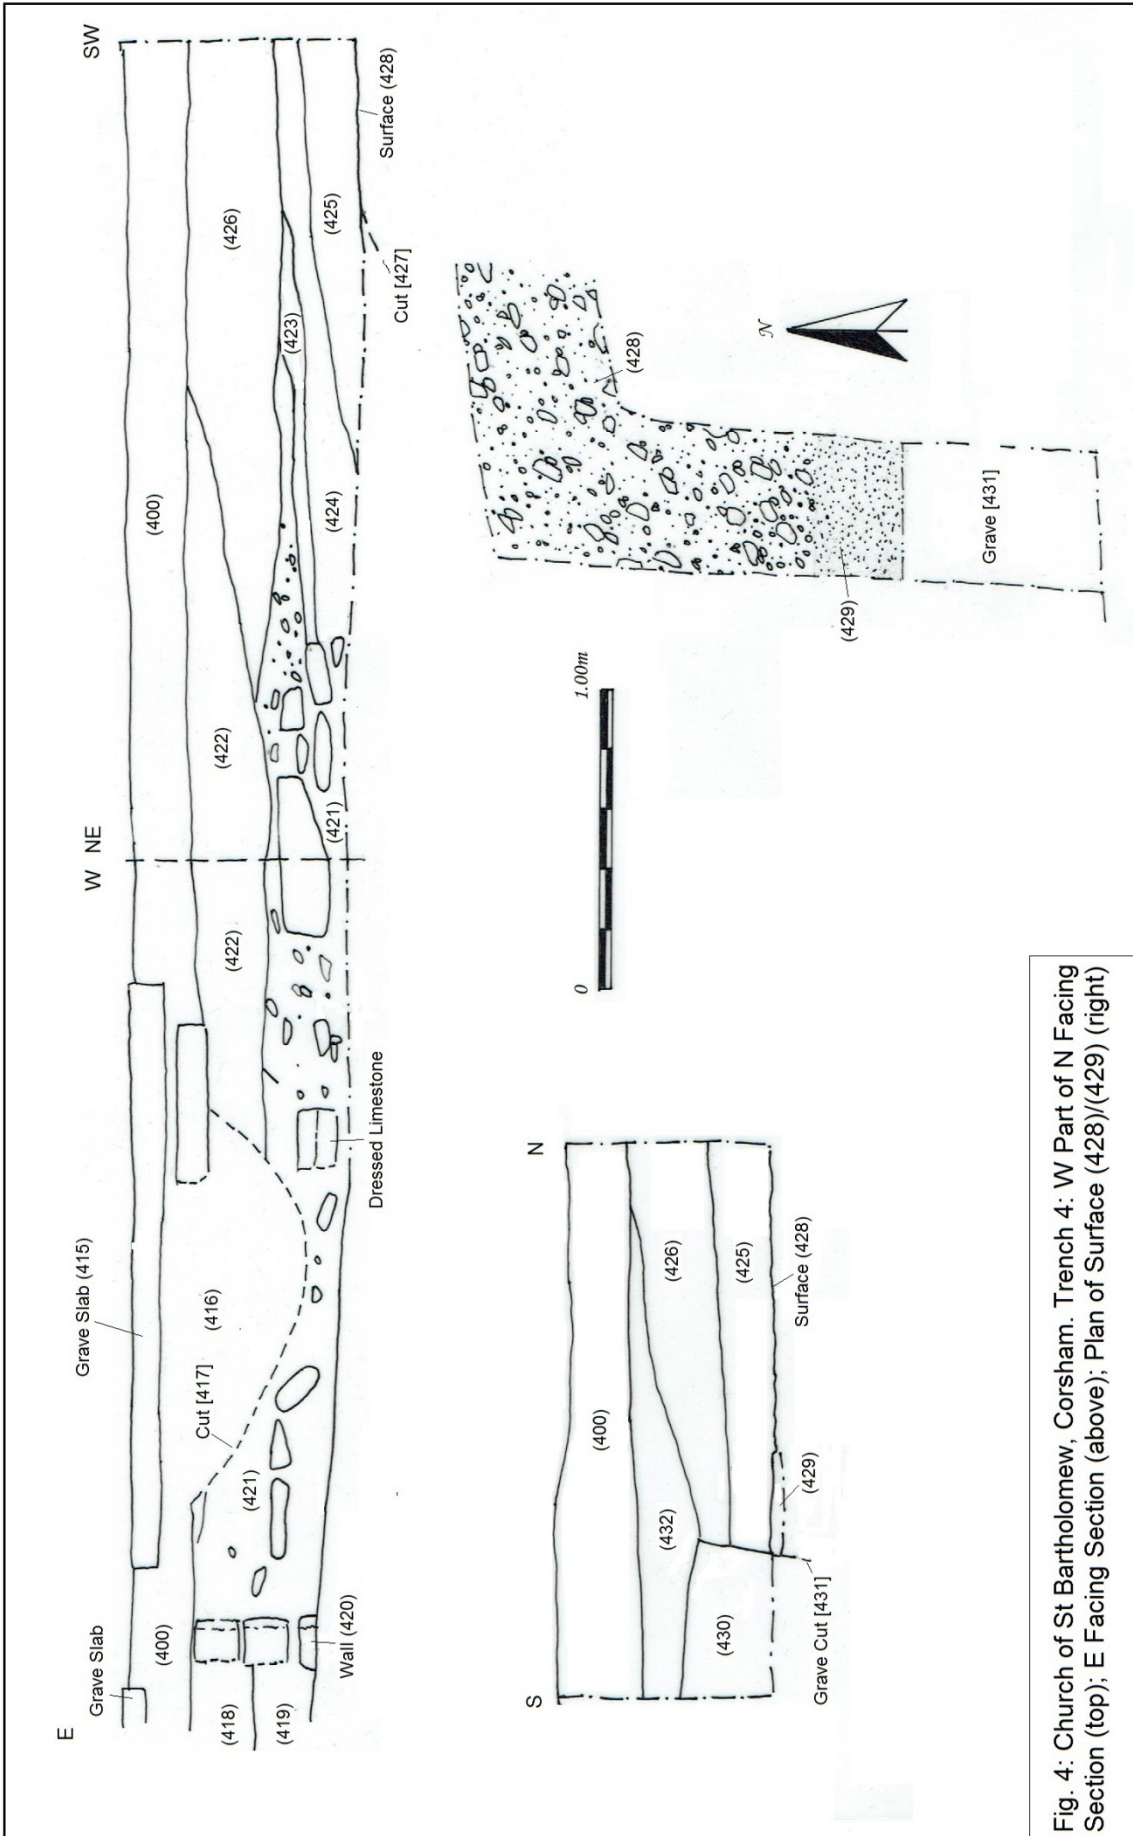 E
W NE
SW
Grave Slab
Grave Slab (415)
(400)
(400)
(418)
(419)
Wall (420)
(421)
Cut [417]
(416)
Dressed Limestone
(422)
(422)
(421)
(424)
(423)
(426)
(425)
Cut [427]
Surface (428)
S
N
(400)
(432)
(426)
(425)
(430)
Grave Cut [431]
(429)
Surface (428)
0
1.00m
N
(428)
(429)
Grave [431]
Fig. 4: Church of St Bartholomew, Corsham. Trench 4: W Part of N Facing
Section (top); E Facing Section (above); Plan of Surface (428)/(429) (right)